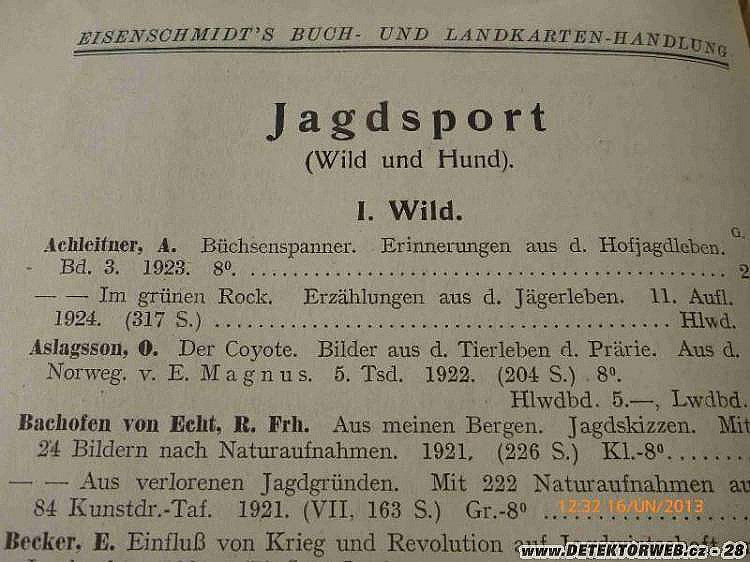 EISENSCHMIDT'S BUCH- UND LANDKARTEN-HANDLUNG
Jagdsport
(Wild und Hund).
I. Wild.
G.
Achleitner, A. Büchsenspanner. Erinnerungen aus d. Hofjagdleben.
Bd. 3. 1923. 8⁰. ........................................ 2
— — Im grünen Rock. Erzählungen aus d. Jägerleben. 11. Aufl.
1924. (317 S.) ........................................ Hlwd.
Aslagsson, O. Der Coyote. Bilder aus d. Tierleben d. Prärie. Aus d.
Norweg. v. E. Magnus. 5. Tsd. 1922. (204 S.) 8⁰.
Hlwdbd. 5.—, Lwdbd.
Bachofen von Echt, R. Frh. Aus meinen Bergen. Jagdskizzen. Mit
24 Bildern nach Naturaufnahmen. 1921. (226 S.) Kl.-8⁰ ........
— — Aus verlorenen Jagdgründen. Mit 222 Naturaufnahmen au
84 Kunstdr.-Taf. 1921. (VII, 163 S.) Gr.-8⁰ ....................
12:32 16/UN/2013
Becker, E. Einfluß von Krieg und Revolution auf
www.DETEKTORWEB.cz - 28